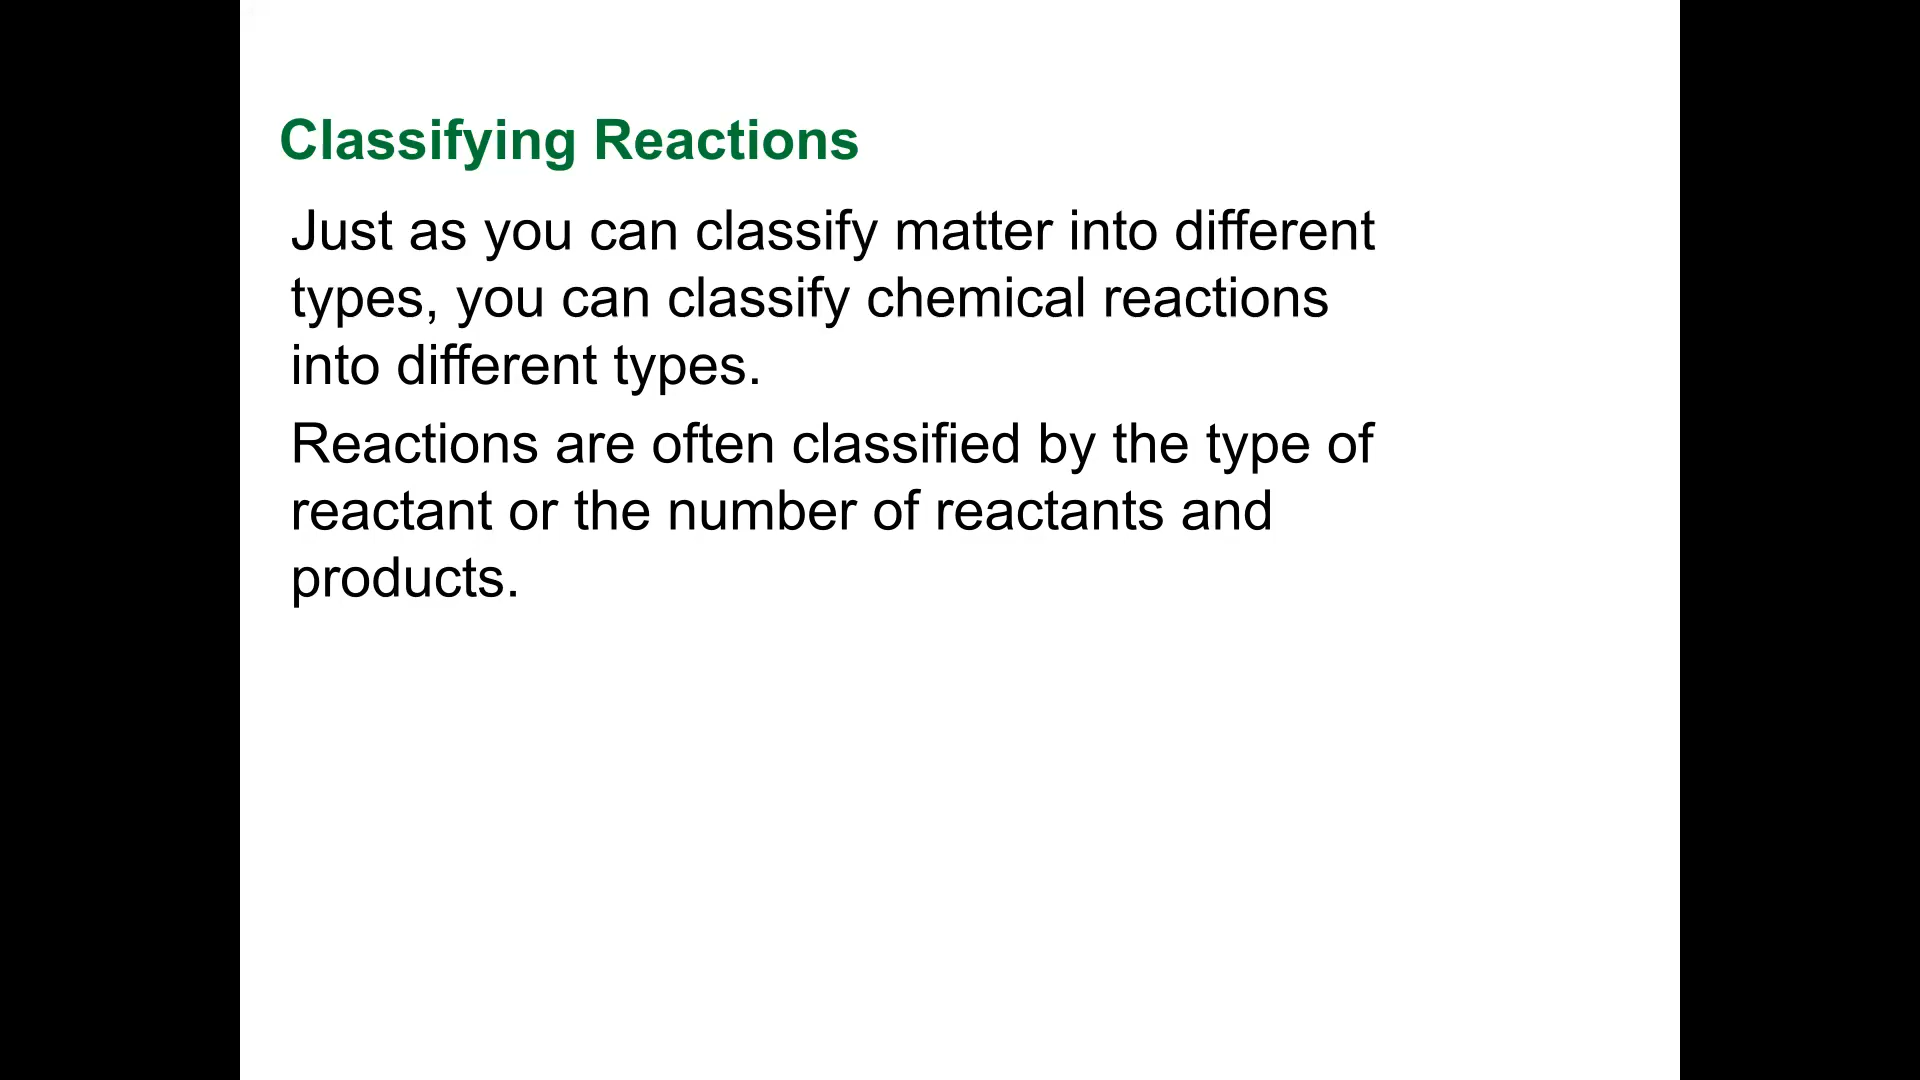 Classifying Reactions
Just as you can classify matter into different
types, you can classify chemical reactions
into different types.
Reactions are often classified by the type of
reactant or the number of reactants and
products.